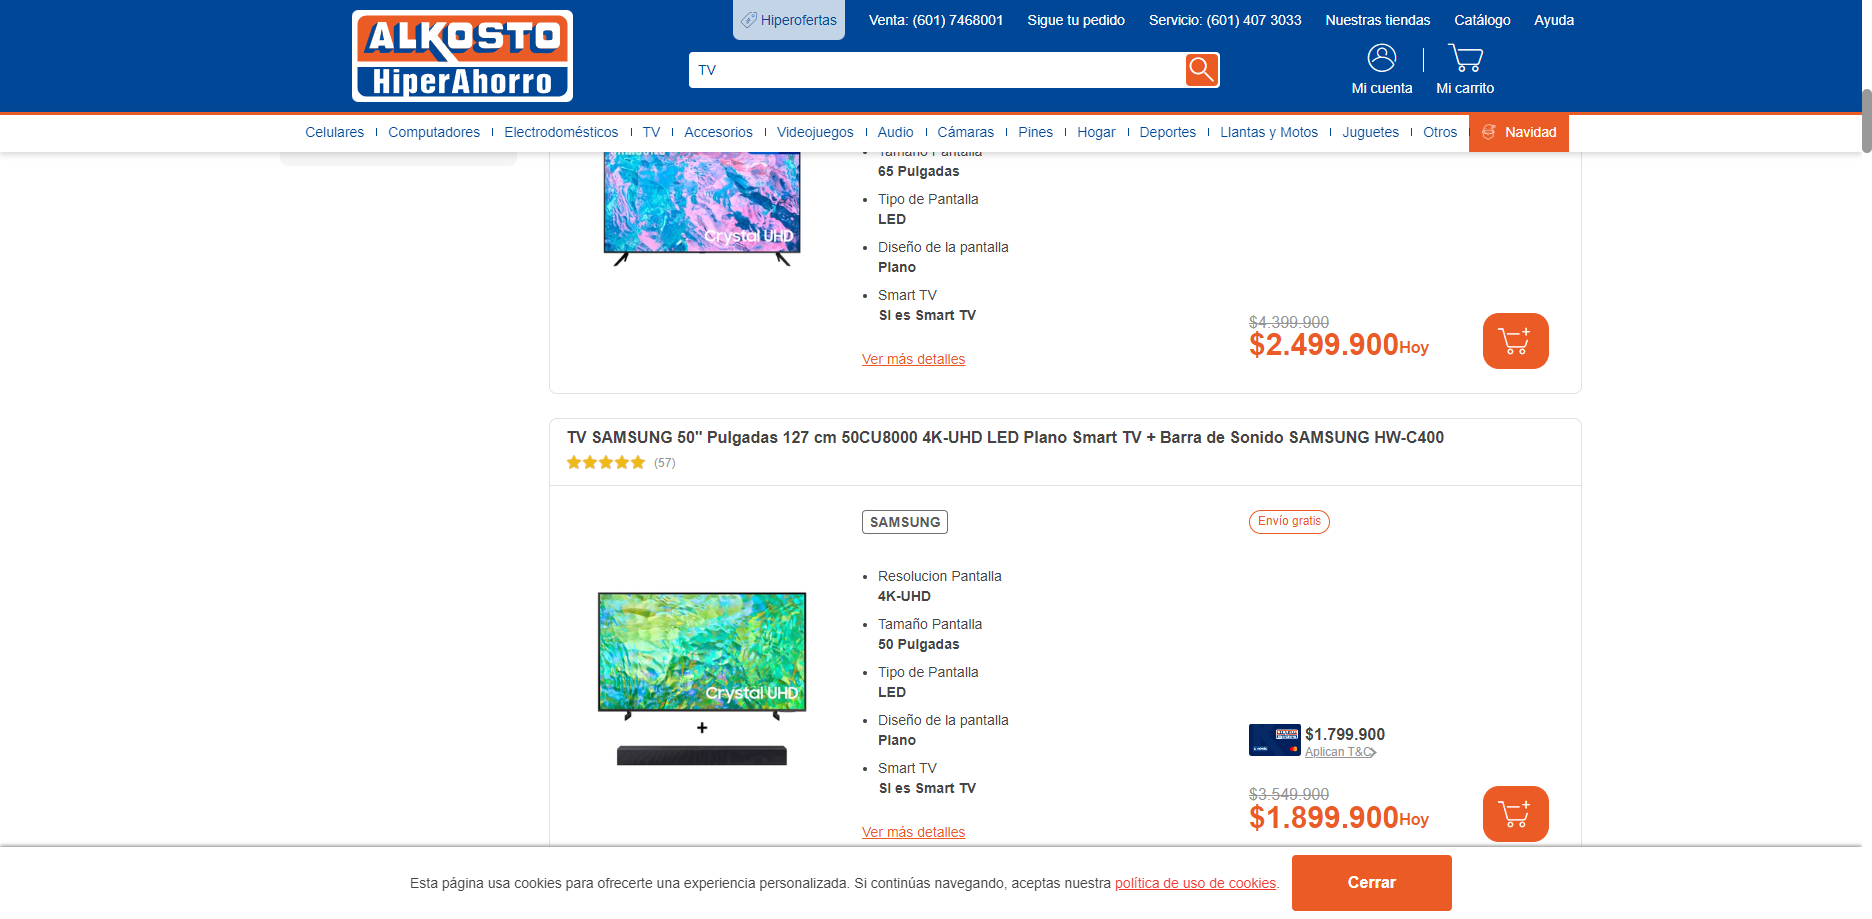 Hiperofertas
Venta: (601) 7468001
Sigue tu pedido
Servicio: (601) 407 3033
Nuestras tiendas
Catálogo
Ayuda
ALKOSTO
HiperAhorro
TV
Mi cuenta
Mi carrito
Celulares
Computadores
Electrodomésticos
TV
Accesorios
Videojuegos
Audio
Cámaras
Pines
Hogar
Deportes
Llantas y Motos
Juguetes
Otros
Navidad
Tamaño Pantalla
65 Pulgadas
Tipo de Pantalla
LED
Diseño de la pantalla
Plano
Smart TV
Si es Smart TV
Ver más detalles
Crystal UHD
$4.399.900
$2.499.900 Hoy
TV SAMSUNG 50" Pulgadas 127 cm 50CU8000 4K-UHD LED Plano Smart TV + Barra de Sonido SAMSUNG HW-C400
(57)
SAMSUNG
Envío gratis
Resolucion Pantalla
4K-UHD
Tamaño Pantalla
50 Pulgadas
Tipo de Pantalla
LED
Diseño de la pantalla
Plano
Smart TV
Si es Smart TV
Ver más detalles
Crystal UHD
+
$1.799.900
Aplican T&C>
$3.549.900
$1.899.900 Hoy
Esta página usa cookies para ofrecerte una experiencia personalizada. Si continúas navegando, aceptas nuestra política de uso de cookies.
Cerrar